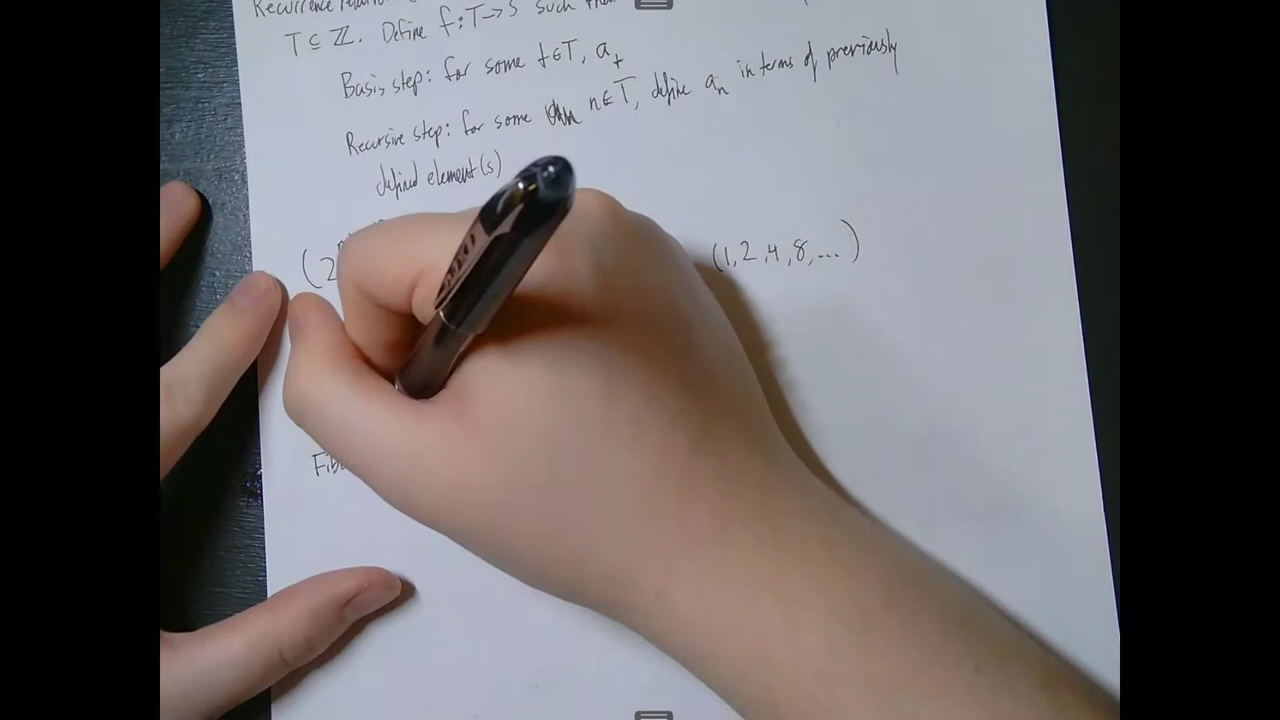 Recurrence relation
T ⊆ ℤ. Define f: T → S such that
Basis step: for some t ∈ T, a_t
Recursive step: for some n ∈ T, define a_n in terms of previously
defined element(s)
(2 (1, 2, 4, 8, ... )